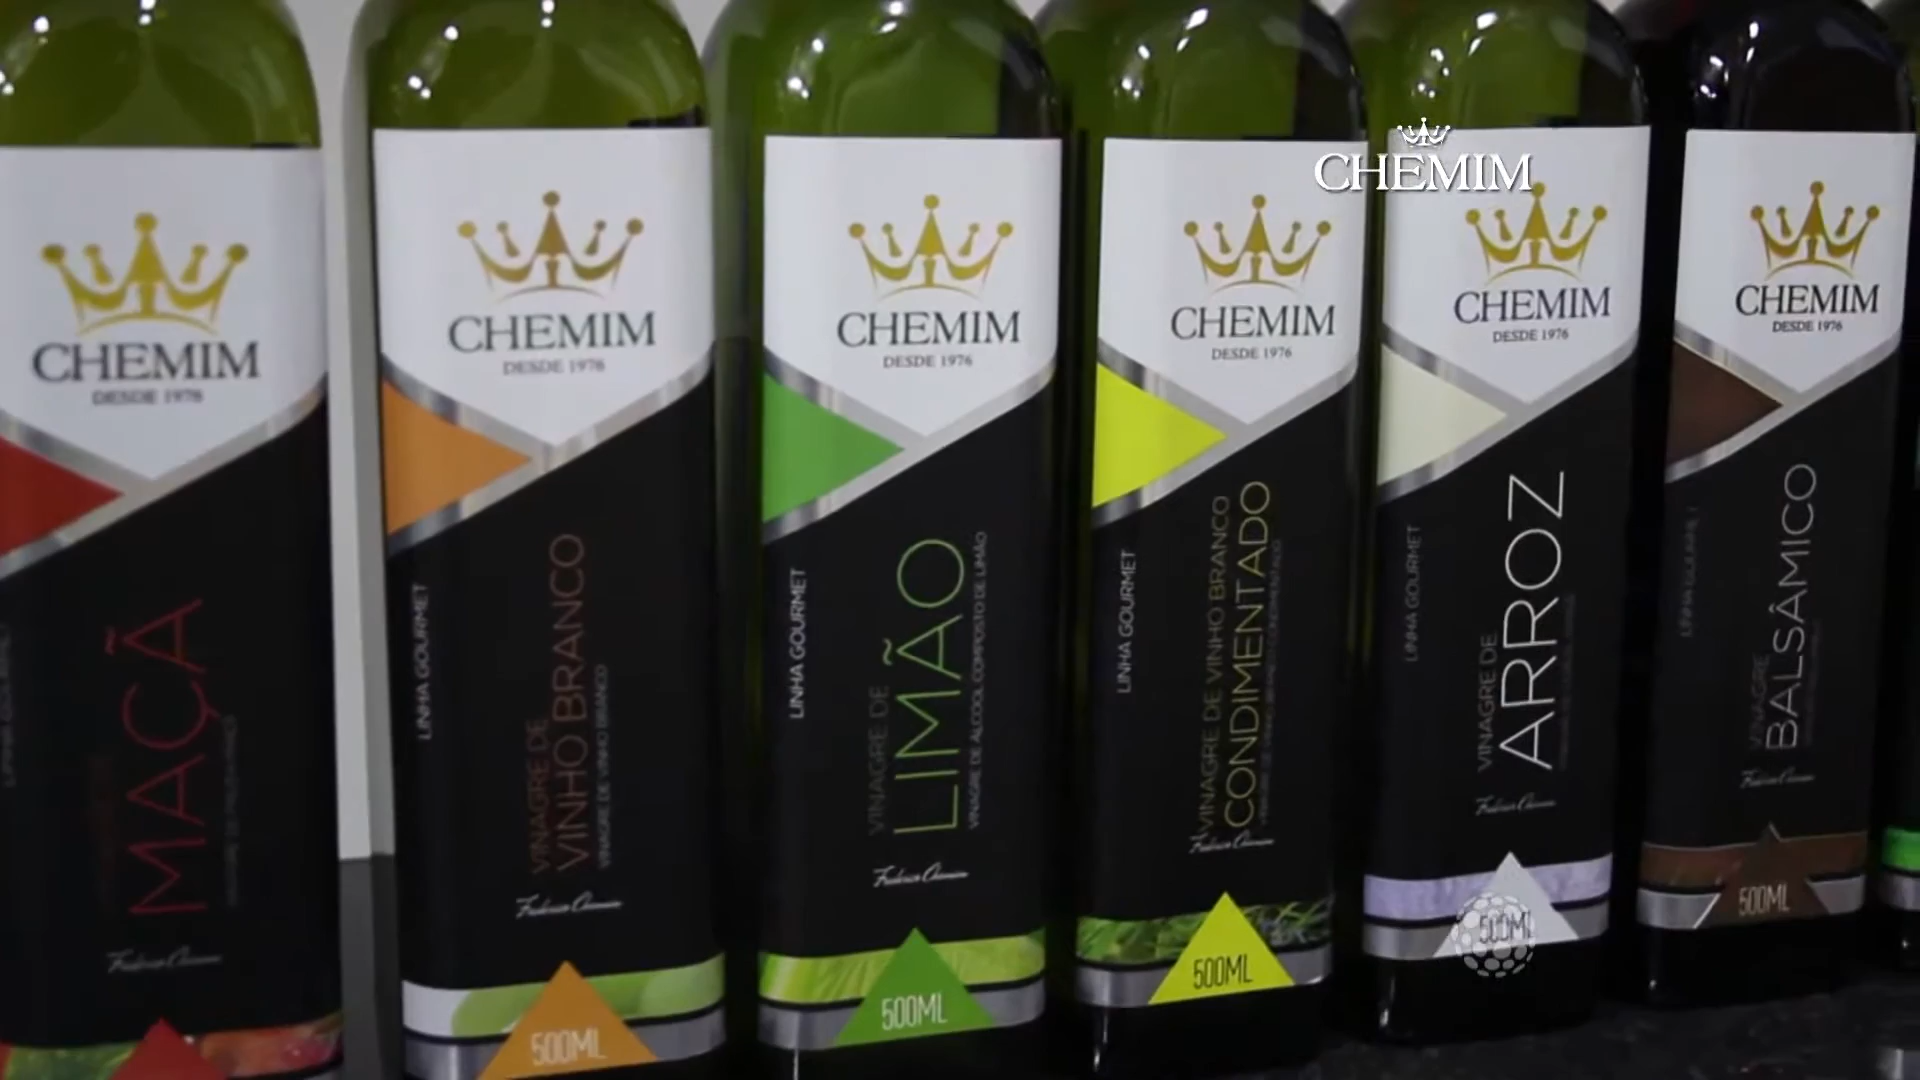 CHEMIM
CHEMIM
DESDE 1976
MAÇÃ
CHEMIM
DESDE 1976
LINHA GOURMET
VINAGRE DE
VINHO BRANCO
VINAGRE DE VINHO BRANCO
500ML
CHEMIM
DESDE 1976
LINHA GOURMET
VINAGRE DE
LIMÃO
VINAGRE DE ÁLCOOL COMPOSTO DE LIMÃO
500ML
CHEMIM
DESDE 1976
LINHA GOURMET
VINAGRE DE VINHO BRANCO
CONDIMENTADO
500ML
CHEMIM
DESDE 1976
LINHA GOURMET
VINAGRE DE
ARROZ
500ML
CHEMIM
DESDE 1976
VINAGRE
BALSÂMICO
500ML